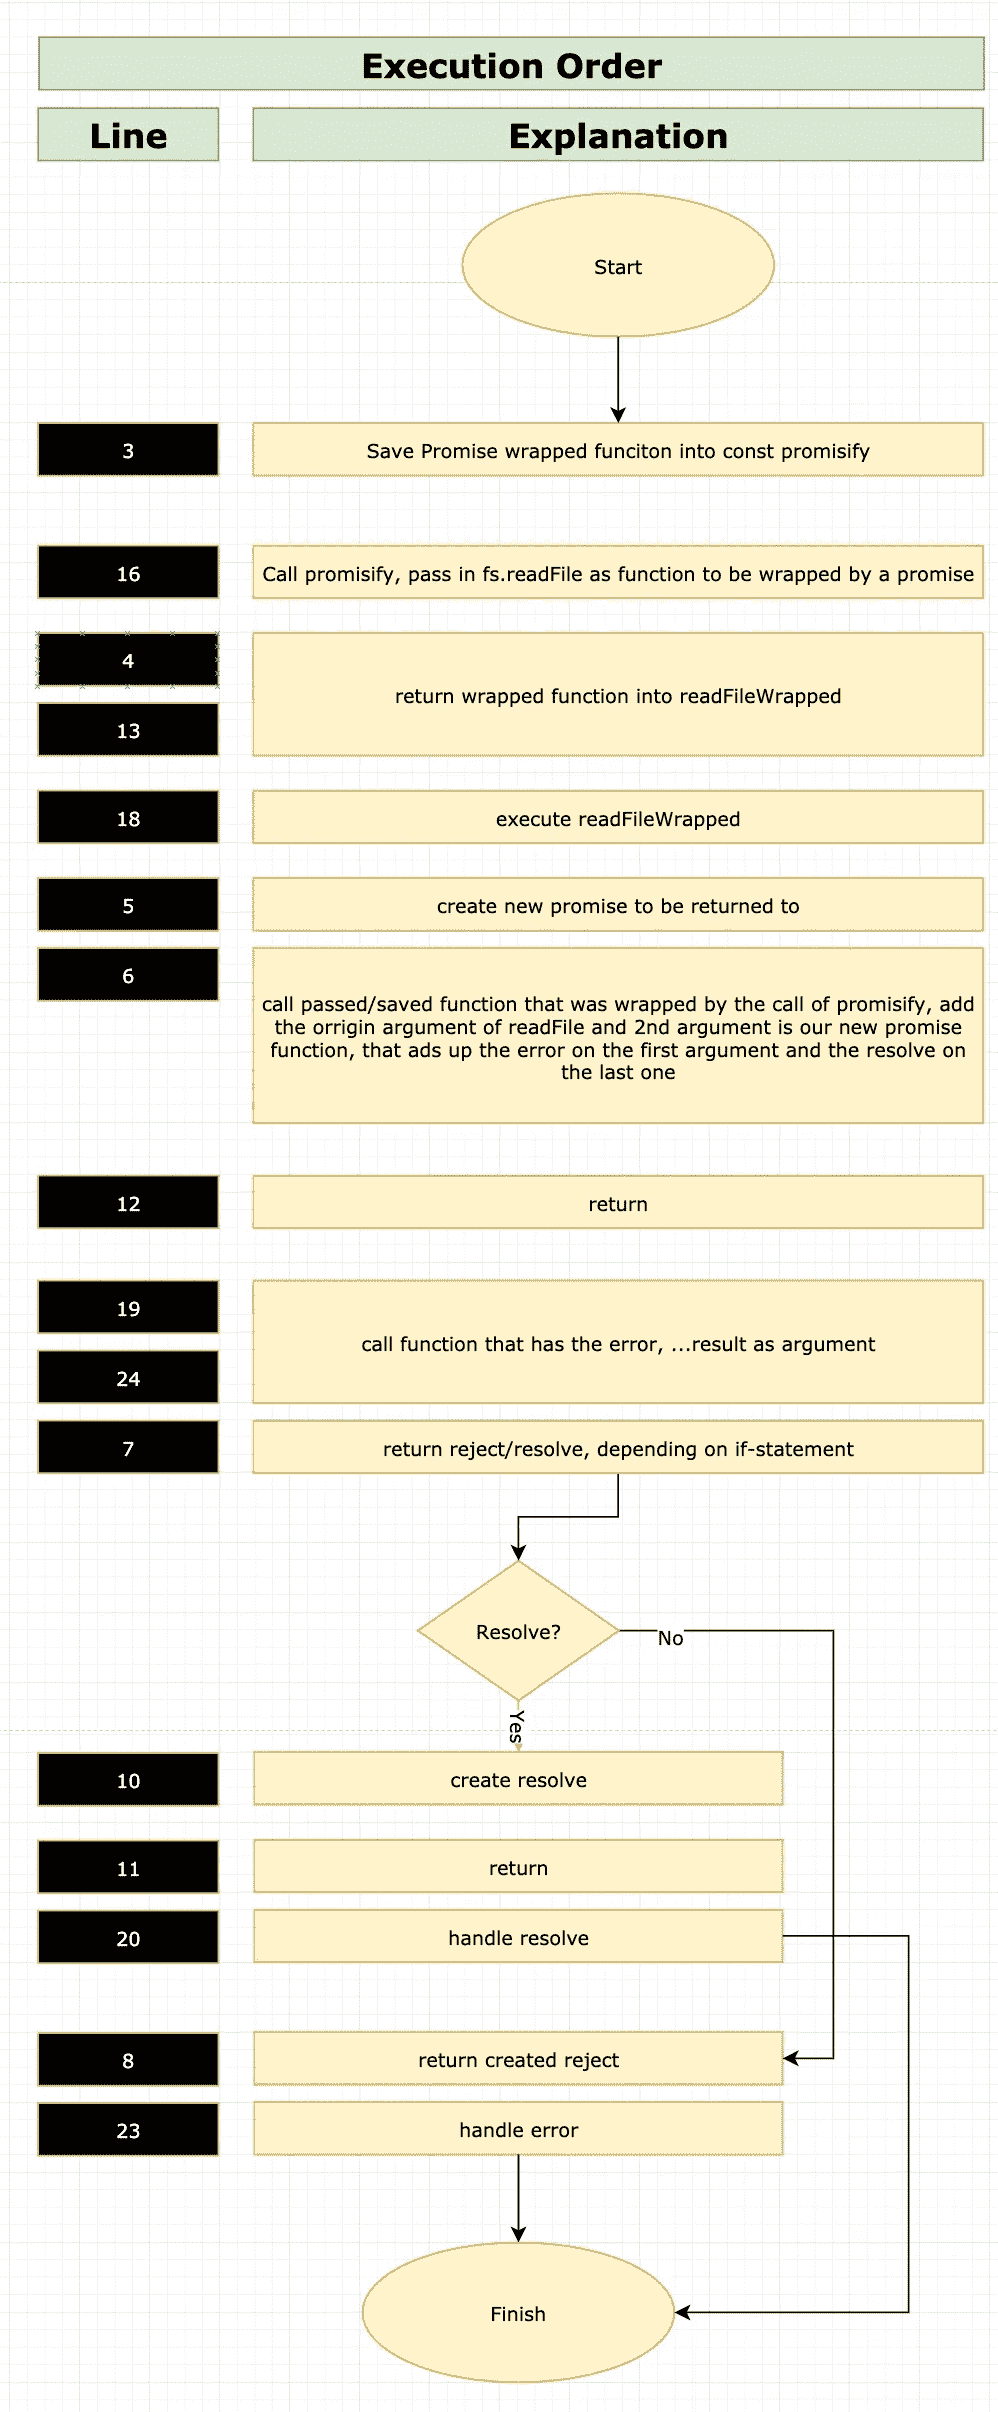 Execution Order
Line
Explanation
Start
3
Save Promise wrapped funciton into const promisify
16
Call promisify, pass in fs.readFile as function to be wrapped by a promise
4
13
return wrapped function into readFileWrapped
18
execute readFileWrapped
5
create new promise to be returned to
6
call passed/saved function that was wrapped by the call of promisify, add
the orrigin argument of readFile and 2nd argument is our new promise
function, that ads up the error on the first argument and the resolve on
the last one
12
return
19
24
call function that has the error, ...result as argument
7
return reject/resolve, depending on if-statement
Resolve?
No
Yes
10
create resolve
11
return
20
handle resolve
8
return created reject
23
handle error
Finish